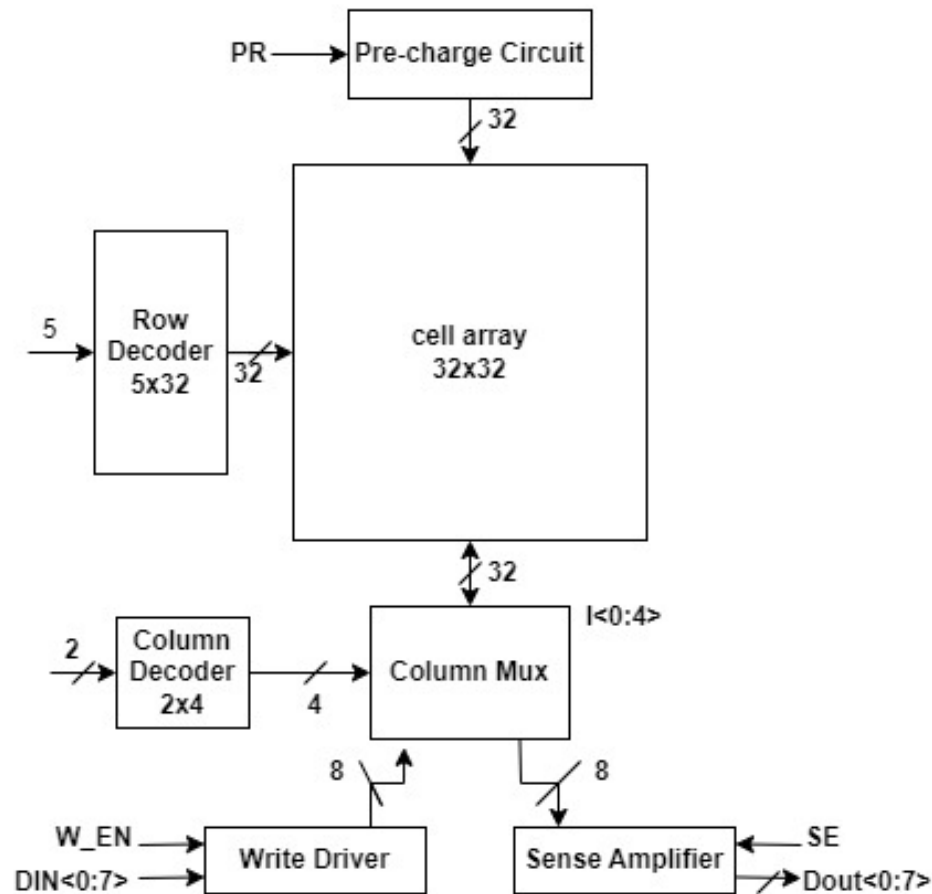 PR
Pre-charge Circuit
32
5
Row
Decoder
5x32
32
cell array
32x32
32
I<0:4>
2
Column
Decoder
2x4
4
Column Mux
8
8
W_EN
DIN<0:7>
Write Driver
Sense Amplifier
SE
Dout<0:7>